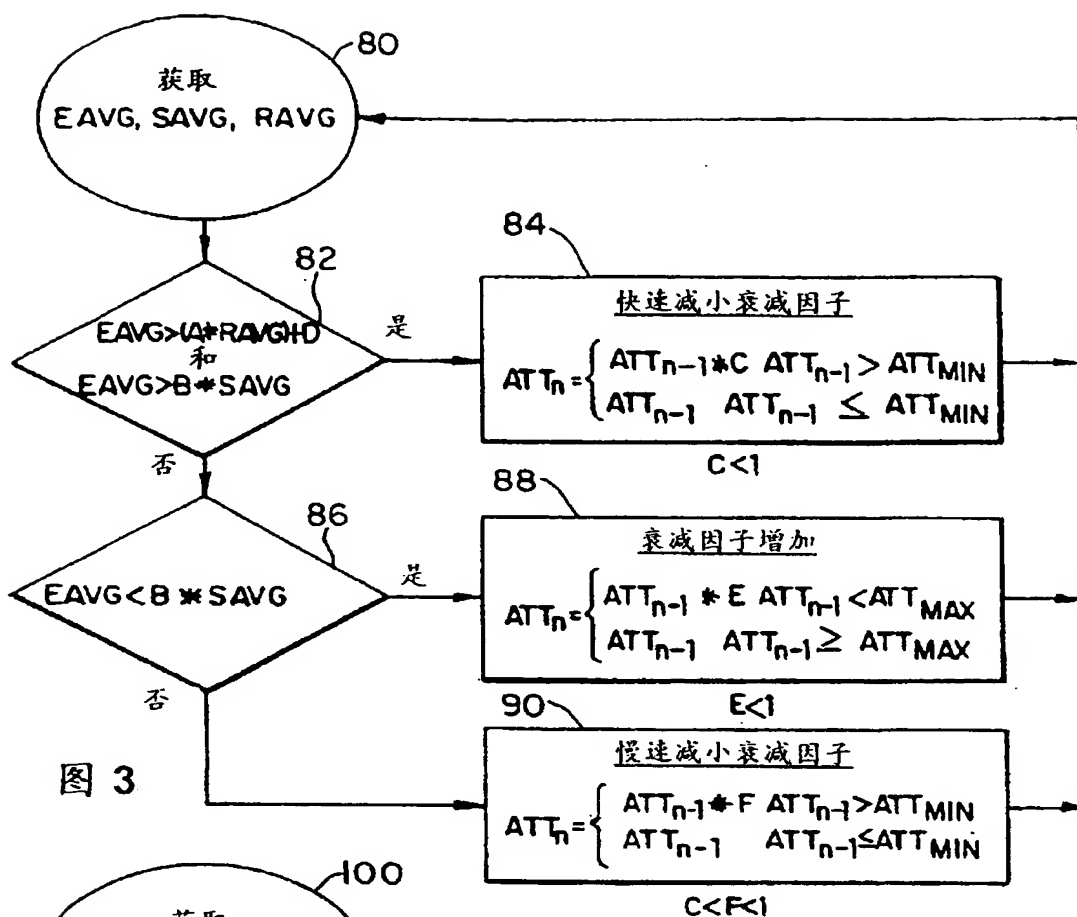 80
获取
EAVG, SAVG, RAVG
82
EAVG>(A*RAVG)+D
和
EAVG>B*SAVG
是
否
84
快速减小衰减因子
ATTn={ ATTn-1*C ATTn-1>ATTMIN
ATTn-1 ATTn-1 ≤ ATTMIN
C<1
86
EAVG<B*SAVG
是
否
88
衰减因子增加
ATTn={ ATTn-1*E ATTn-1<ATTMAX
ATTn-1 ATTn-1≥ ATTMAX
E<1
90
慢速减小衰减因子
ATTn={ ATTn-1*F ATTn-1>ATTMIN
ATTn-1 ATTn-1≤ATTMIN
C<F<1
图 3
100
获取